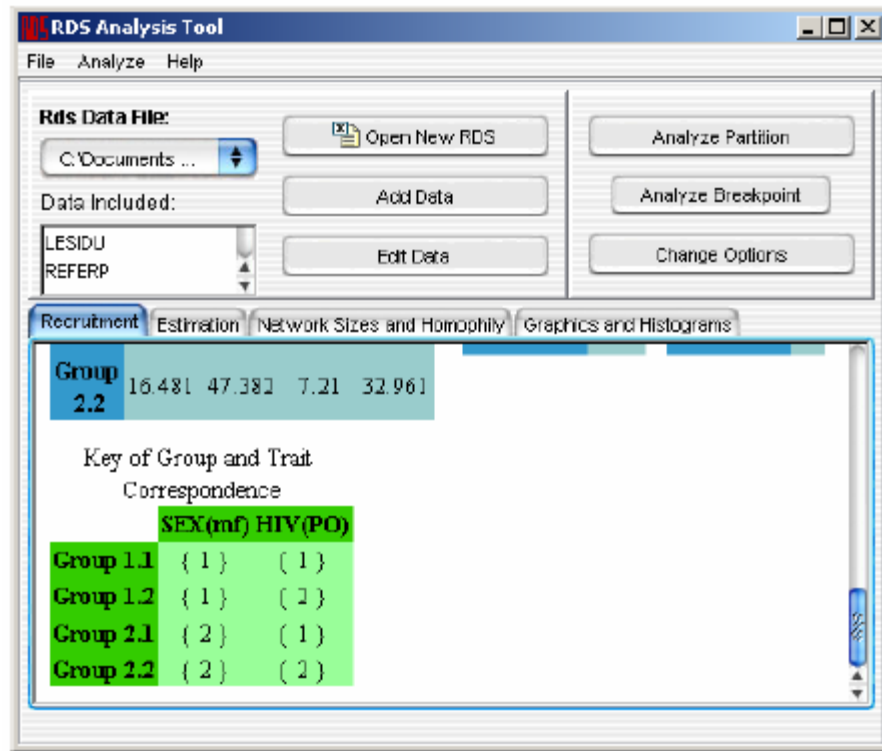 RDS RDS Analysis Tool
File Analyze Help
Rds Data File:
C:\Documents ...
Data Included:
LESIDU
REFERP
Open New RDS
Add Data
Edit Data
Analyze Partition
Analyze Breakpoint
Change Options
Recruitment Estimation Network Sizes and Homophily Graphics and Histograms
Group 2.2 16.481 47.382 7.21 32.961
Key of Group and Trait
Correspondence
SEX(mf) HIV(PO)
Group 1.1 { 1 } { 1 }
Group 1.2 { 1 } { 2 }
Group 2.1 { 2 } { 1 }
Group 2.2 { 2 } { 2 }